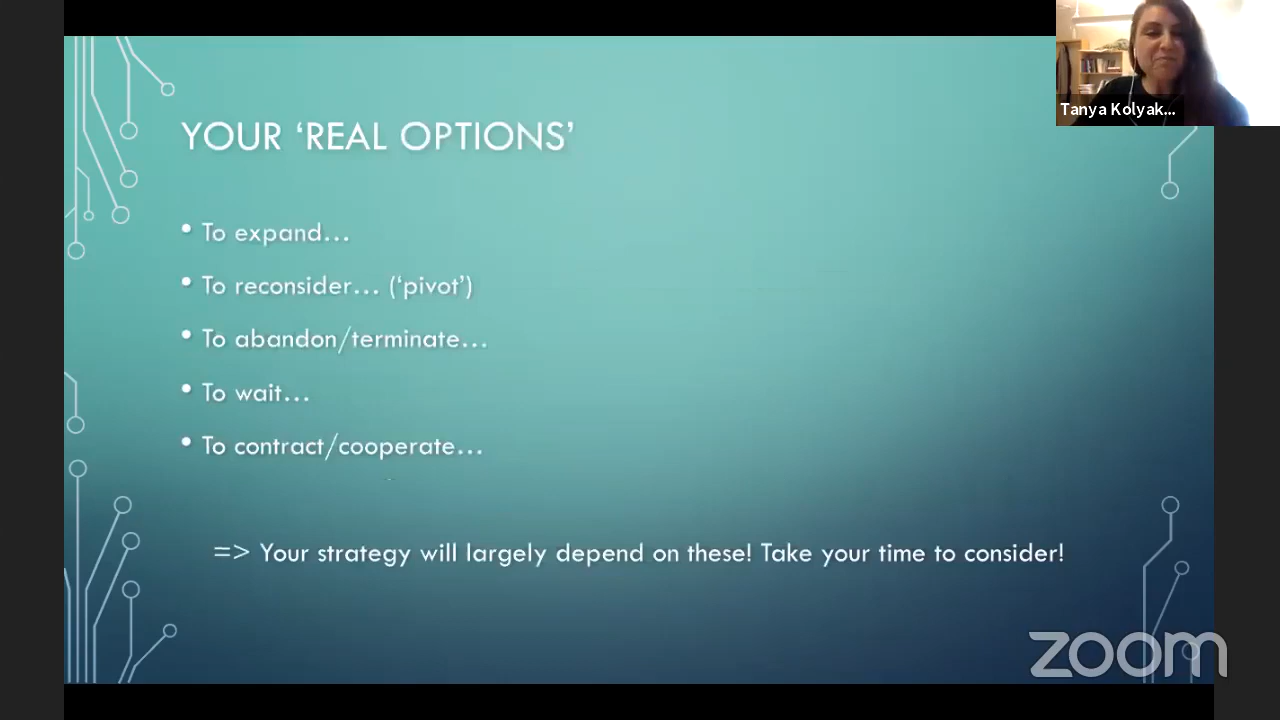 Tanya Kolyak...
YOUR ‘REAL OPTIONS’
• To expand…
• To reconsider… (‘pivot’)
• To abandon/terminate…
• To wait…
• To contract/cooperate…
=> Your strategy will largely depend on these! Take your time to consider!
zoom